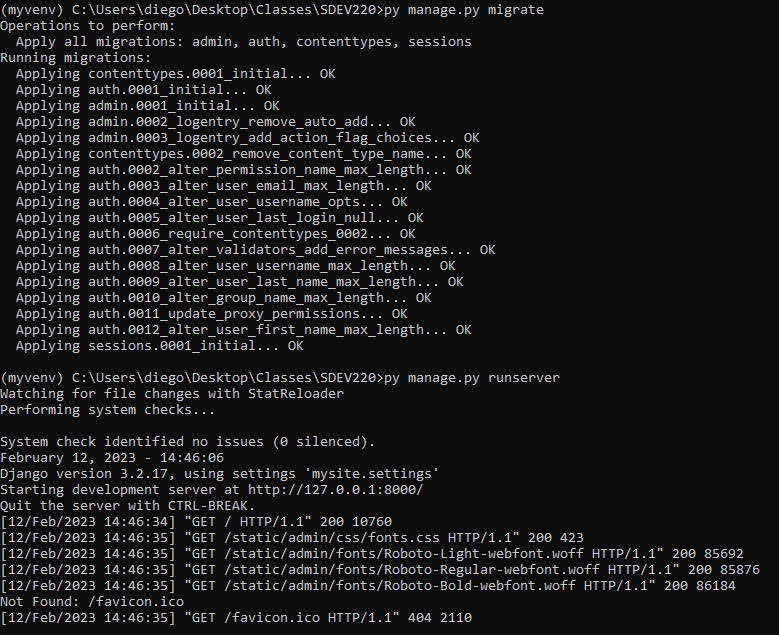 (myvenv) C:\Users\diego\Desktop\Classes\SDEV220>py manage.py migrate
Operations to perform:
  Apply all migrations: admin, auth, contenttypes, sessions
Running migrations:
  Applying contenttypes.0001_initial... OK
  Applying auth.0001_initial... OK
  Applying admin.0001_initial... OK
  Applying admin.0002_logentry_remove_auto_add... OK
  Applying admin.0003_logentry_add_action_flag_choices... OK
  Applying contenttypes.0002_remove_content_type_name... OK
  Applying auth.0002_alter_permission_name_max_length... OK
  Applying auth.0003_alter_user_email_max_length... OK
  Applying auth.0004_alter_user_username_opts... OK
  Applying auth.0005_alter_user_last_login_null... OK
  Applying auth.0006_require_contenttypes_0002... OK
  Applying auth.0007_alter_validators_add_error_messages... OK
  Applying auth.0008_alter_user_username_max_length... OK
  Applying auth.0009_alter_user_last_name_max_length... OK
  Applying auth.0010_alter_group_name_max_length... OK
  Applying auth.0011_update_proxy_permissions... OK
  Applying auth.0012_alter_user_first_name_max_length... OK
  Applying sessions.0001_initial... OK

(myvenv) C:\Users\diego\Desktop\Classes\SDEV220>py manage.py runserver
Watching for file changes with StatReloader
Performing system checks...

System check identified no issues (0 silenced).
February 12, 2023 - 14:46:06
Django version 3.2.17, using settings 'mysite.settings'
Starting development server at http://127.0.0.1:8000/
Quit the server with CTRL-BREAK.
[12/Feb/2023 14:46:34] "GET / HTTP/1.1" 200 10760
[12/Feb/2023 14:46:35] "GET /static/admin/css/fonts.css HTTP/1.1" 200 423
[12/Feb/2023 14:46:35] "GET /static/admin/fonts/Roboto-Light-webfont.woff HTTP/1.1" 200 85692
[12/Feb/2023 14:46:35] "GET /static/admin/fonts/Roboto-Regular-webfont.woff HTTP/1.1" 200 85876
[12/Feb/2023 14:46:35] "GET /static/admin/fonts/Roboto-Bold-webfont.woff HTTP/1.1" 200 86184
Not Found: /favicon.ico
[12/Feb/2023 14:46:35] "GET /favicon.ico HTTP/1.1" 404 2110